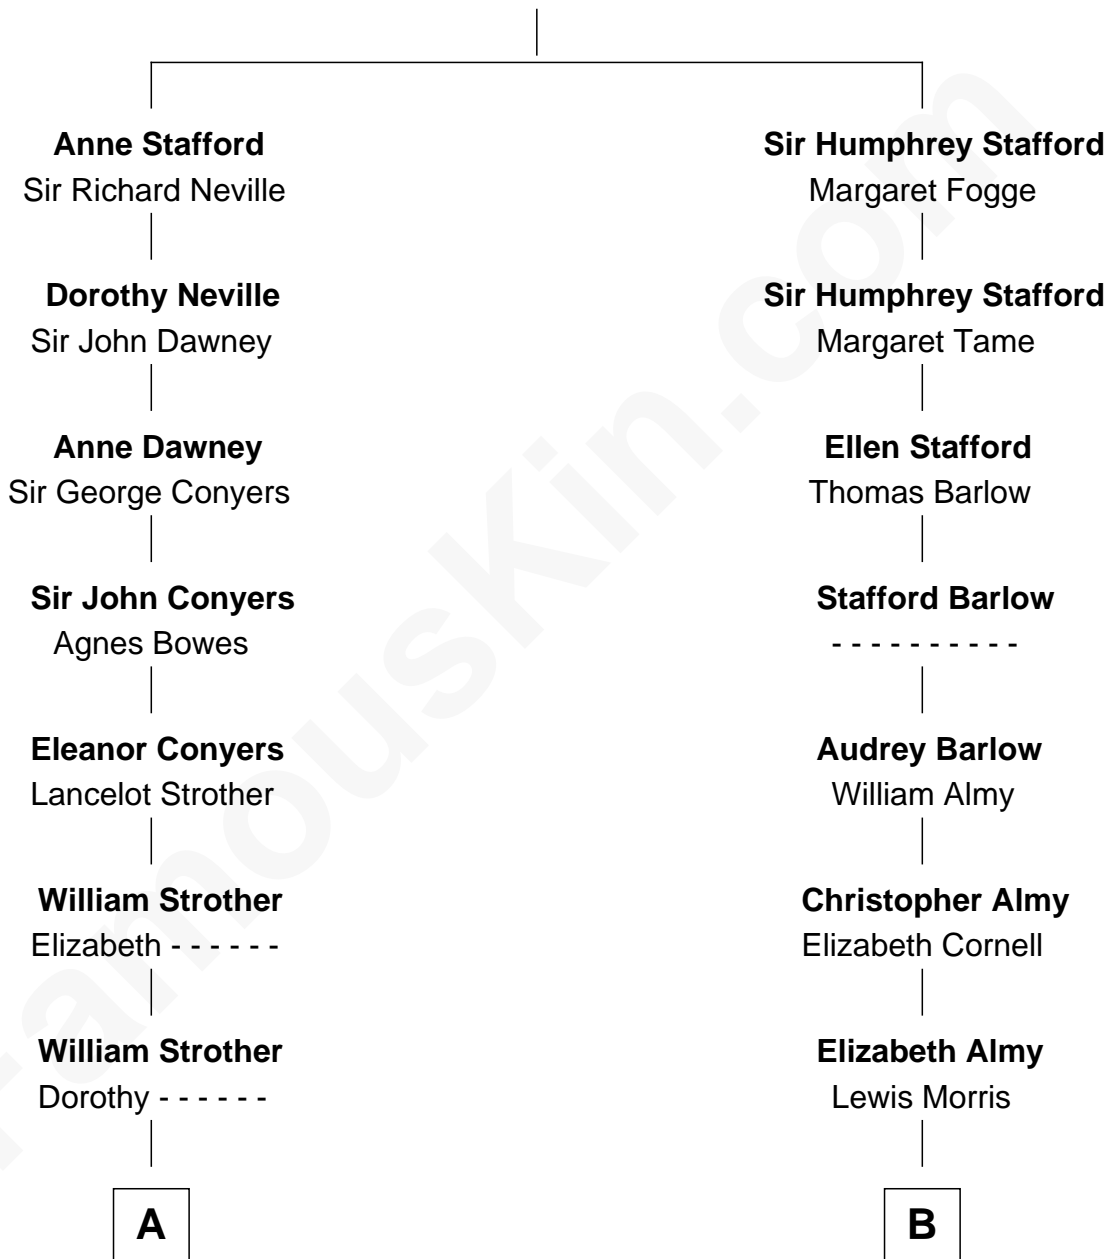 Anne Stafford
Sir Richard Neville
Dorothy Neville
Sir John Dawney
Anne Dawney
Sir George Conyers
Sir John Conyers
Agnes Bowes
Eleanor Conyers
Lancelot Strother
William Strother
Elizabeth - - - - - -
William Strother
Dorothy - - - - - -
A
Sir Humphrey Stafford
Margaret Fogge
Sir Humphrey Stafford
Margaret Tame
Ellen Stafford
Thomas Barlow
Stafford Barlow
- - - - - - - - - -
Audrey Barlow
William Almy
Christopher Almy
Elizabeth Cornell
Elizabeth Almy
Lewis Morris
B
FamousKin.com